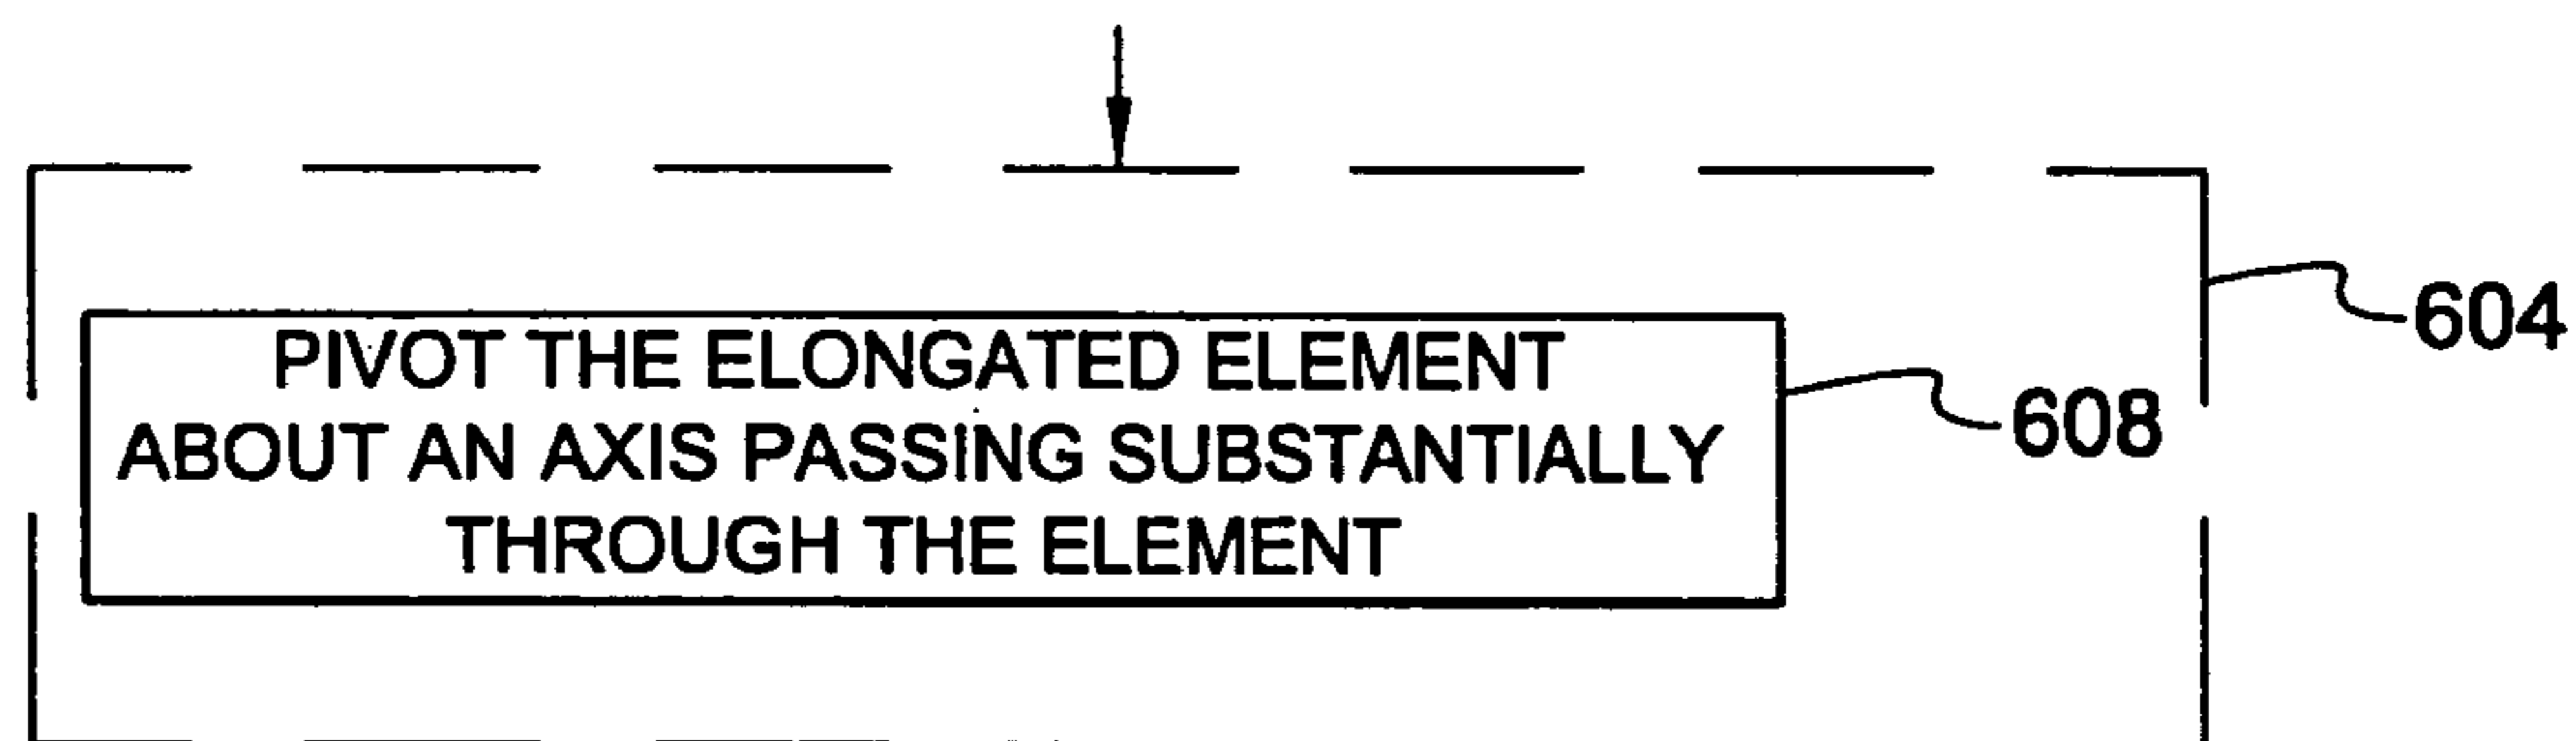 604
PIVOT THE ELONGATED ELEMENT
ABOUT AN AXIS PASSING SUBSTANTIALLY
THROUGH THE ELEMENT
608